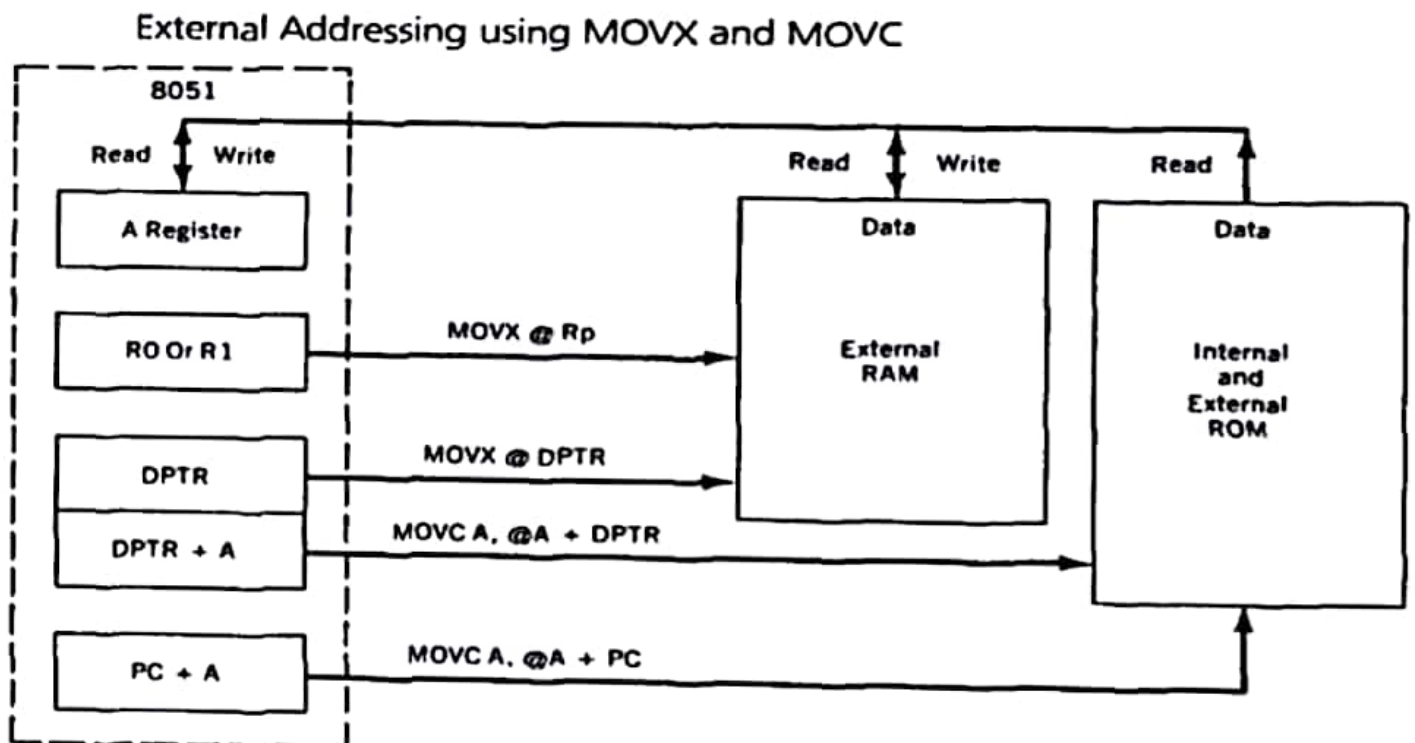 External Addressing using MOVX and MOVC
8051
Read Write
A Register
R0 Or R1
DPTR
DPTR + A
PC + A
MOVX @ Rp
MOVX @ DPTR
MOVC A, @A + DPTR
MOVC A, @A + PC
Read Write
Data
External
RAM
Read
Data
Internal
and
External
ROM